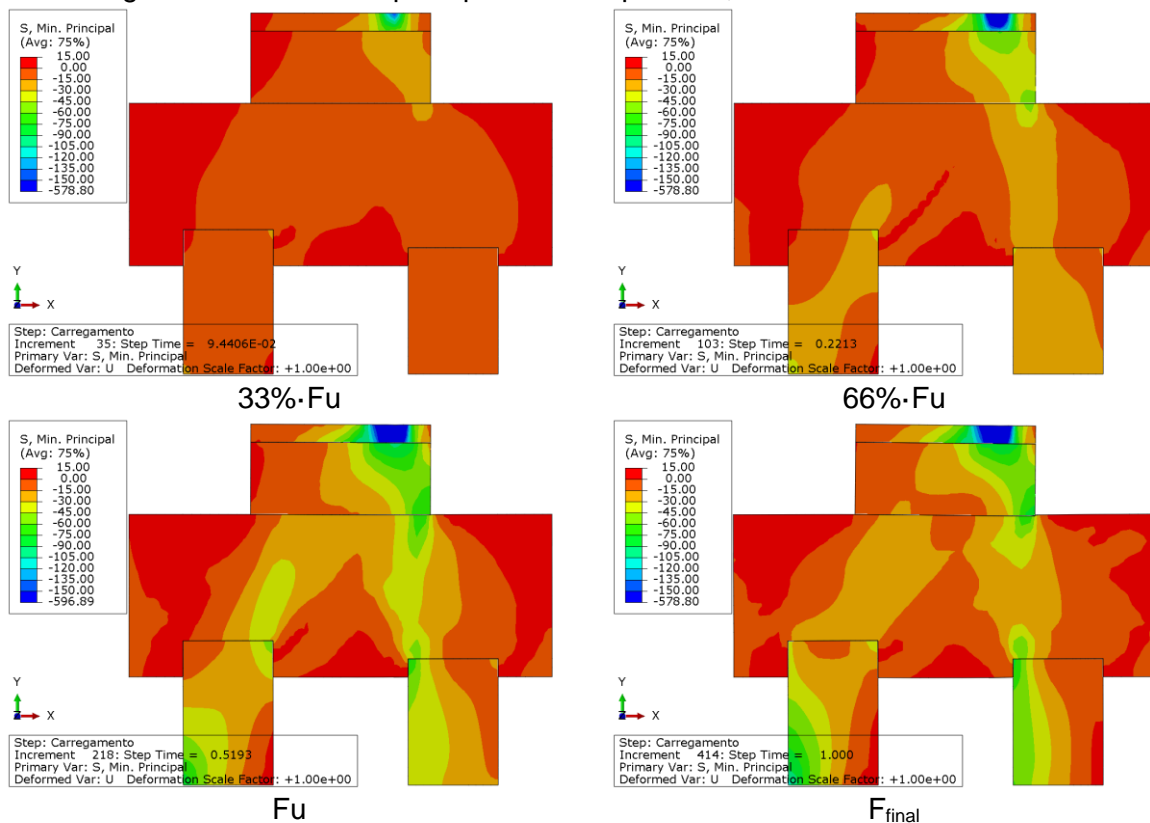 S, Min. Principal
(Avg: 75%)
15.00
0.00
-15.00
-30.00
-45.00
-60.00
-75.00
-90.00
-105.00
-120.00
-135.00
-150.00
-578.80
Y
X
Z
Step: Carregamento
Increment 35: Step Time = 9.4406E-02
Primary Var: S, Min. Principal
Deformed Var: U Deformation Scale Factor: +1.00e+00
33%·Fu
S, Min. Principal
(Avg: 75%)
15.00
0.00
-15.00
-30.00
-45.00
-60.00
-75.00
-90.00
-105.00
-120.00
-135.00
-150.00
-578.80
Y
X
Z
Step: Carregamento
Increment 103: Step Time = 0.2213
Primary Var: S, Min. Principal
Deformed Var: U Deformation Scale Factor: +1.00e+00
66%·Fu
S, Min. Principal
(Avg: 75%)
15.00
0.00
-15.00
-30.00
-45.00
-60.00
-75.00
-90.00
-105.00
-120.00
-135.00
-150.00
-596.89
Y
X
Z
Step: Carregamento
Increment 218: Step Time = 0.5193
Primary Var: S, Min. Principal
Deformed Var: U Deformation Scale Factor: +1.00e+00
Fu
S, Min. Principal
(Avg: 75%)
15.00
0.00
-15.00
-30.00
-45.00
-60.00
-75.00
-90.00
-105.00
-120.00
-135.00
-150.00
-578.80
Y
X
Z
Step: Carregamento
Increment 414: Step Time = 1.000
Primary Var: S, Min. Principal
Deformed Var: U Deformation Scale Factor: +1.00e+00
Ffinal